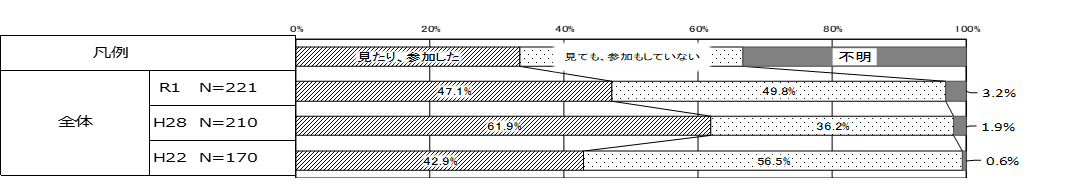 0% 20% 40% 60% 80% 100%
凡例 見たり、参加した 見ても、参加もしていない 不明
全体
R1 N=221 47.1% 49.8% 3.2%
H28 N=210 61.9% 36.2% 1.9%
H22 N=170 42.9% 56.5% 0.6%